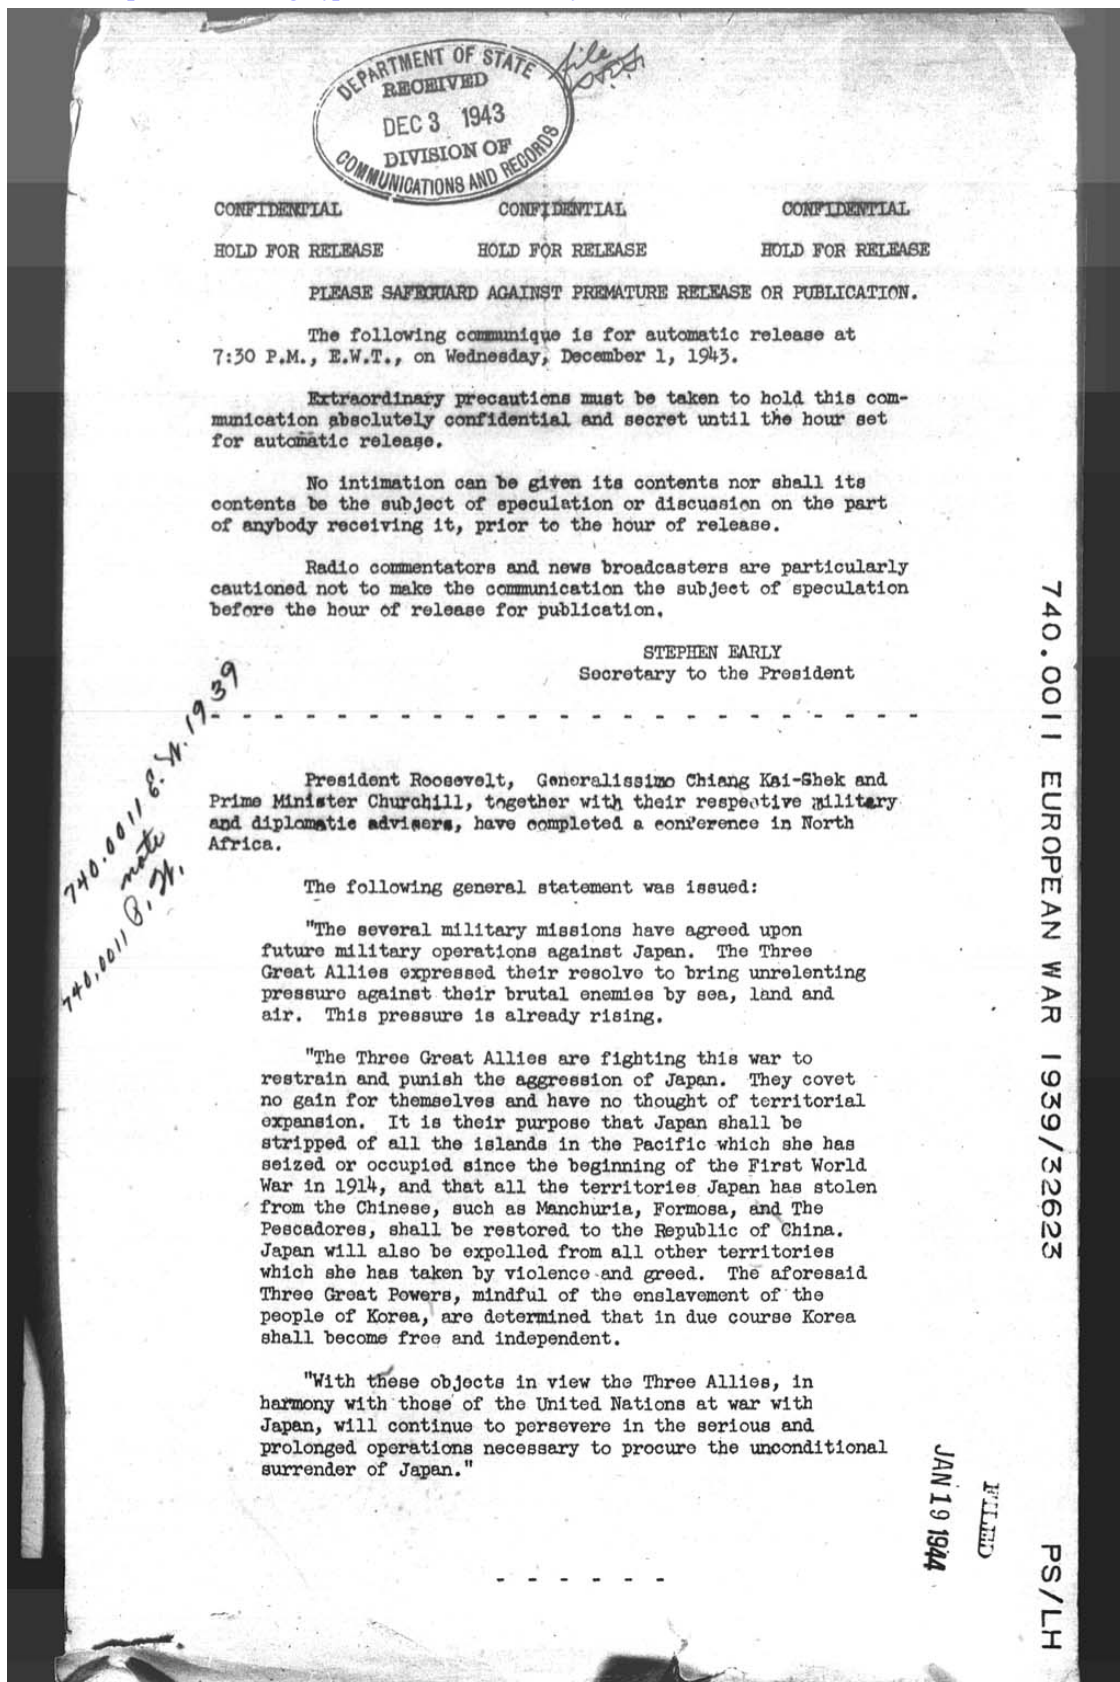 DEPARTMENT OF STATE
RECEIVED
DEC 3 1943
DIVISION OF
COMMUNICATIONS AND RECORDS
file
CONFIDENTIAL CONFIDENTIAL CONFIDENTIAL
HOLD FOR RELEASE HOLD FOR RELEASE HOLD FOR RELEASE
PLEASE SAFEGUARD AGAINST PREMATURE RELEASE OR PUBLICATION.
The following communique is for automatic release at
7:30 P.M., E.W.T., on Wednesday, December 1, 1943.
Extraordinary precautions must be taken to hold this com-
munication absolutely confidential and secret until the hour set
for automatic release.
No intimation can be given its contents nor shall its
contents be the subject of speculation or discussion on the part
of anybody receiving it, prior to the hour of release.
Radio commentators and news broadcasters are particularly
cautioned not to make the communication the subject of speculation
before the hour of release for publication.
STEPHEN EARLY
Secretary to the President
- - - - - - - - - - - - - - - - - - - - - - -
President Roosevelt, Generalissimo Chiang Kai-Shek and
Prime Minister Churchill, together with their respective military
and diplomatic advisers, have completed a conference in North
Africa.
The following general statement was issued:
"The several military missions have agreed upon
future military operations against Japan. The Three
Great Allies expressed their resolve to bring unrelenting
pressure against their brutal enemies by sea, land and
air. This pressure is already rising.
"The Three Great Allies are fighting this war to
restrain and punish the aggression of Japan. They covet
no gain for themselves and have no thought of territorial
expansion. It is their purpose that Japan shall be
stripped of all the islands in the Pacific which she has
seized or occupied since the beginning of the First World
War in 1914, and that all the territories Japan has stolen
from the Chinese, such as Manchuria, Formosa, and The
Pescadores, shall be restored to the Republic of China.
Japan will also be expelled from all other territories
which she has taken by violence and greed. The aforesaid
Three Great Powers, mindful of the enslavement of the
people of Korea, are determined that in due course Korea
shall become free and independent.
"With these objects in view the Three Allies, in
harmony with those of the United Nations at war with
Japan, will continue to persevere in the serious and
prolonged operations necessary to procure the unconditional
surrender of Japan."
- - - - - -
740.0011 E.W. 1939
note
740.0011 P.W.
740.0011 EUROPEAN WAR 1939/32623
PS/LH
JAN 19 1944
FILED